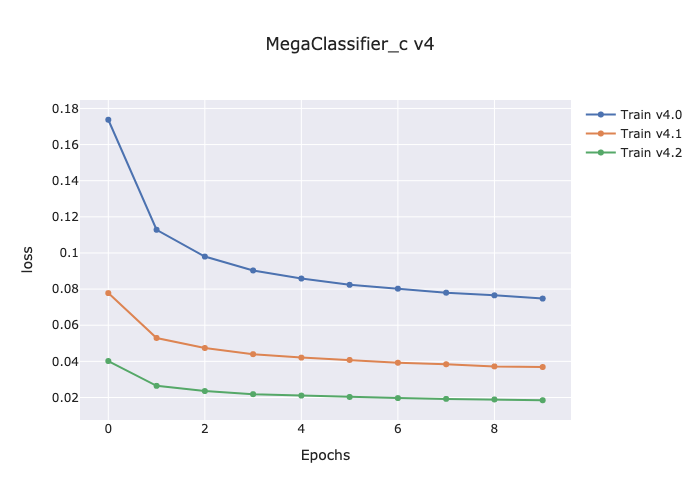 MegaClassifier_c v4
0.18
0.16
0.14
0.12
0.1
0.08
0.06
0.04
0.02
loss
0 2 4 6 8
Epochs
Train v4.0
Train v4.1
Train v4.2